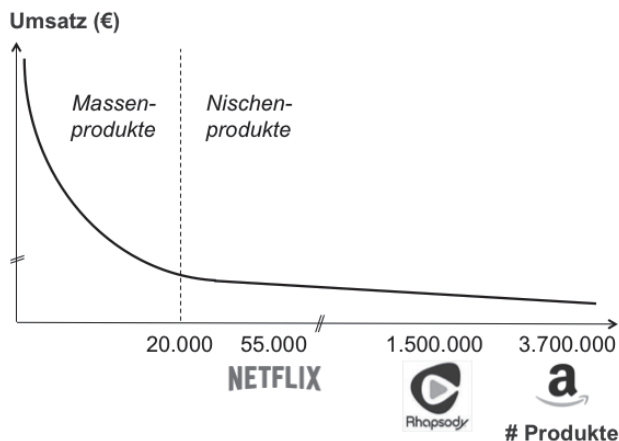 Umsatz (€)
Massen-
produkte
Nischen-
produkte
20.000 55.000 1.500.000 3.700.000
NETFLIX
Rhapsody
a
# Produkte